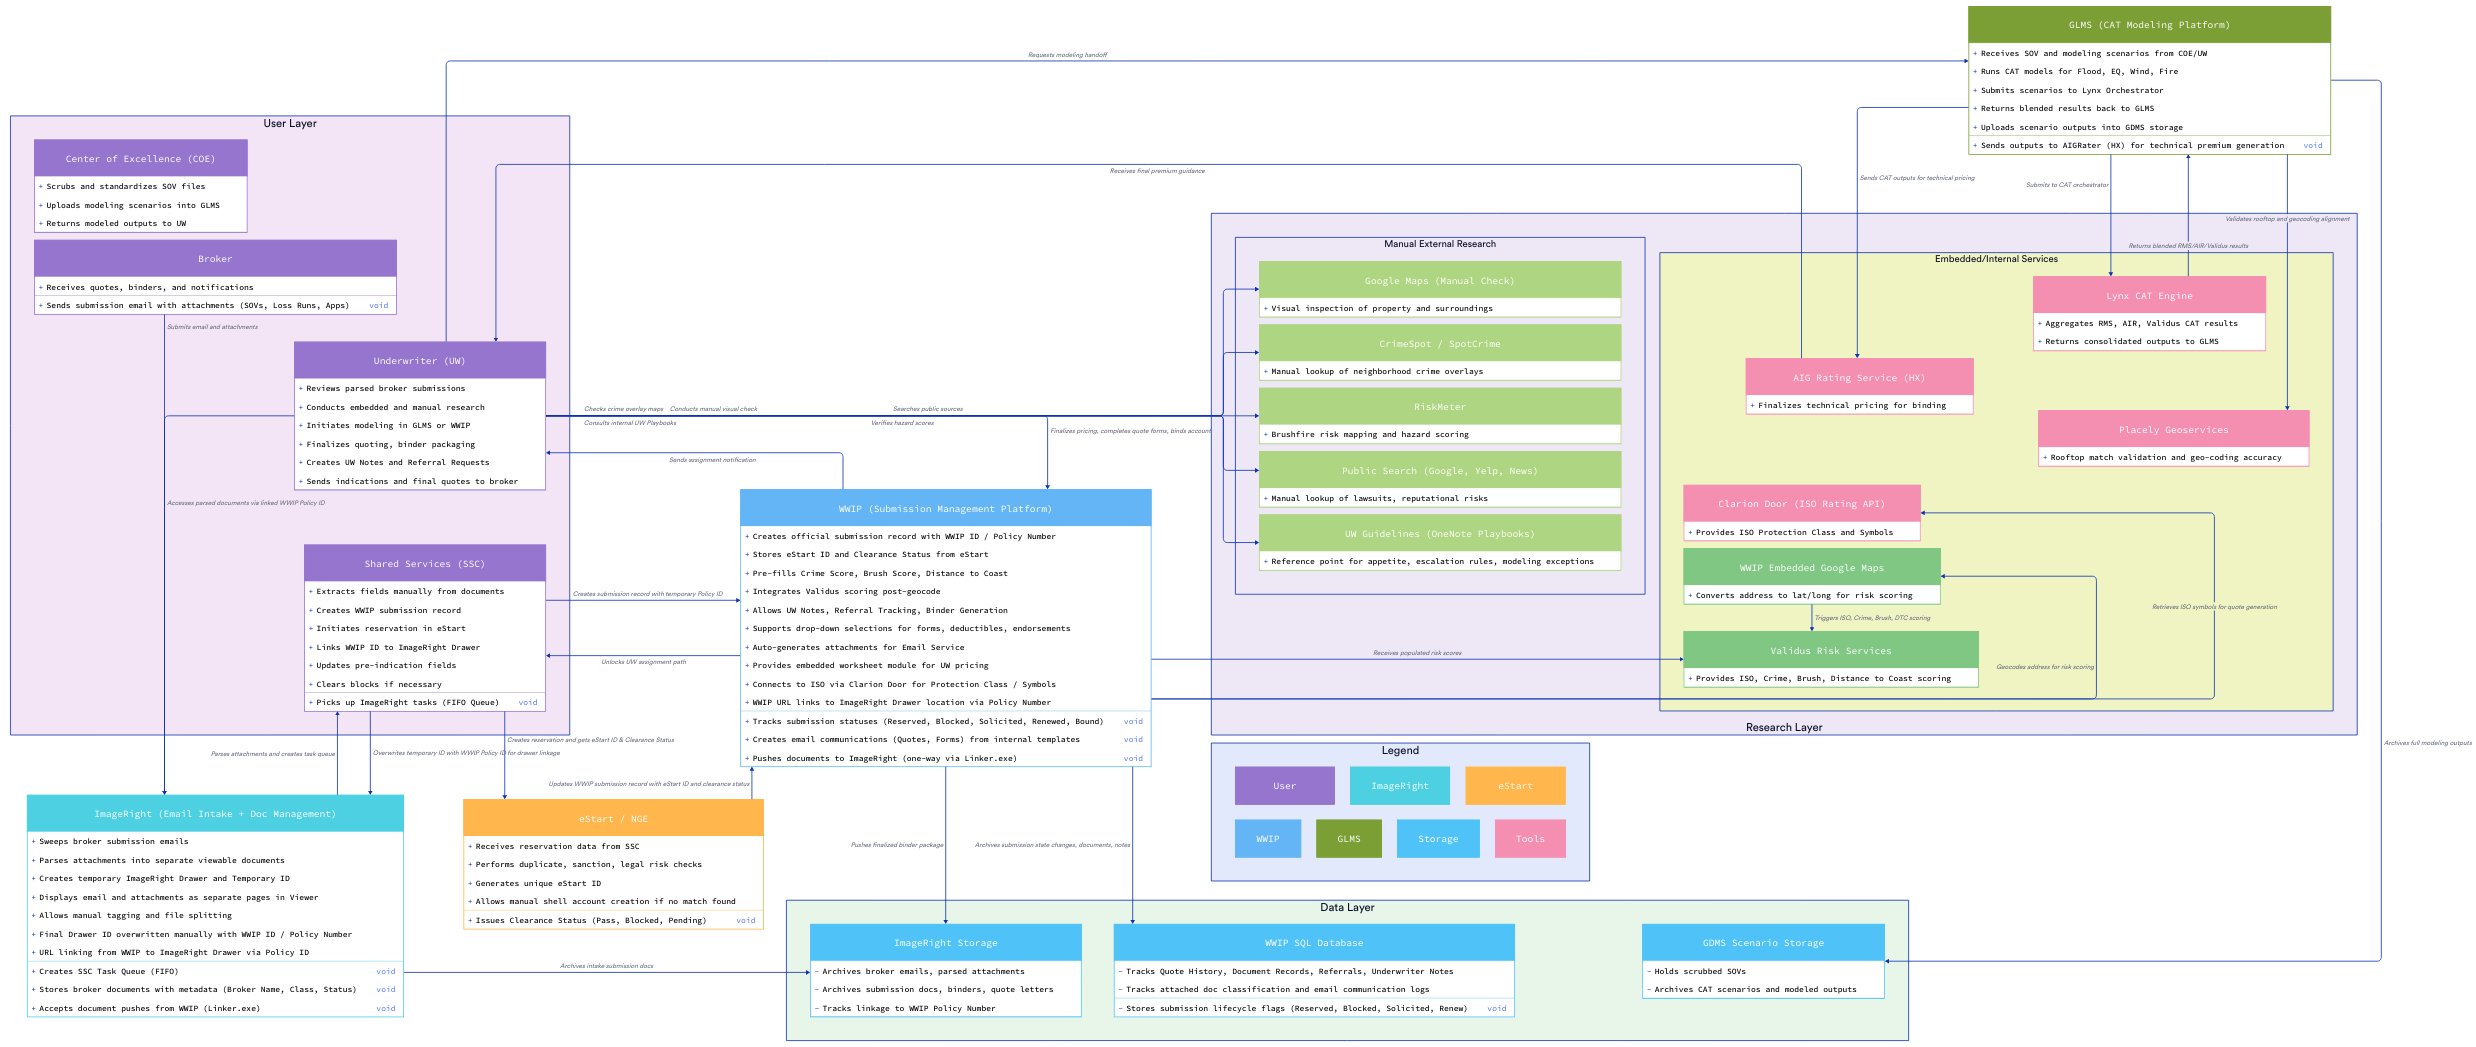 GLMS (CAT Modeling Platform)
+ Receives SOV and modeling scenarios from COE/UW
+ Runs CAT models for Flood, EQ, Wind, Fire
+ Submits scenarios to Lynx Orchestrator
+ Returns blended results back to GLMS
+ Uploads scenario outputs into GDMS storage
+ Sends outputs to AIGRater (HX) for technical premium generation void
Requests modeling handoff
User Layer
Center of Excellence (COE)
+ Scrubs and standardizes SOV files
+ Uploads modeling scenarios into GLMS
+ Returns modeled outputs to UW
Broker
+ Receives quotes, binders, and notifications
+ Sends submission email with attachments (SOVs, Loss Runs, Apps) void
Submits email and attachments
Underwriter (UW)
+ Reviews parsed broker submissions
+ Conducts embedded and manual research
+ Initiates modeling in GLMS or WWIP
+ Finalizes quoting, binder packaging
+ Creates UW Notes and Referral Requests
+ Sends indications and final quotes to broker
Accesses parsed documents via linked WWIP Policy ID
Shared Services (SSC)
+ Extracts fields manually from documents
+ Creates WWIP submission record
+ Initiates reservation in eStart
+ Links WWIP ID to ImageRight Drawer
+ Updates pre-indication fields
+ Clears blocks if necessary
+ Picks up ImageRight tasks (FIFO Queue) void
Receives final premium guidance
Sends CAT outputs for technical pricing
Submits to CAT orchestrator
Validates rooftop and geocoding alignment
Returns blended RMS/AIR/Validus results
Checks crime overlay maps
Conducts manual visual check
Searches public sources
Consults internal UW Playbooks
Verifies hazard scores
Finalizes pricing, completes quote forms, binds account
Sends assignment notification
Creates submission record with temporary Policy ID
Unlocks UW assignment path
WWIP (Submission Management Platform)
+ Creates official submission record with WWIP ID / Policy Number
+ Stores eStart ID and Clearance Status from eStart
+ Pre-fills Crime Score, Brush Score, Distance to Coast
+ Integrates Validus scoring post-geocode
+ Allows UW Notes, Referral Tracking, Binder Generation
+ Supports drop-down selections for forms, deductibles, endorsements
+ Auto-generates attachments for Email Service
+ Provides embedded worksheet module for UW pricing
+ Connects to ISO via Clarion Door for Protection Class / Symbols
+ WWIP URL links to ImageRight Drawer location via Policy Number
+ Tracks submission statuses (Reserved, Blocked, Solicited, Renewed, Bound) void
+ Creates email communications (Quotes, Forms) from internal templates void
+ Pushes documents to ImageRight (one-way via Linker.exe) void
Manual External Research
Google Maps (Manual Check)
+ Visual inspection of property and surroundings
CrimeSpot / SpotCrime
+ Manual lookup of neighborhood crime overlays
RiskMeter
+ Brushfire risk mapping and hazard scoring
Public Search (Google, Yelp, News)
+ Manual lookup of lawsuits, reputational risks
UW Guidelines (OneNote Playbooks)
+ Reference point for appetite, escalation rules, modeling exceptions
Embedded/Internal Services
Lynx CAT Engine
+ Aggregates RMS, AIR, Validus CAT results
+ Returns consolidated outputs to GLMS
AIG Rating Service (HX)
+ Finalizes technical pricing for binding
Placely Geoservices
+ Rooftop match validation and geo-coding accuracy
Clarion Door (ISO Rating API)
+ Provides ISO Protection Class and Symbols
WWIP Embedded Google Maps
+ Converts address to lat/long for risk scoring
Triggers ISO, Crime, Brush, DTC scoring
Validus Risk Services
+ Provides ISO, Crime, Brush, Distance to Coast scoring
Retrieves ISO symbols for quote generation
Geocodes address for risk scoring
Receives populated risk scores
Research Layer
Archives full modeling outputs
Parses attachments and creates task queue
Overwrites temporary ID with WWIP Policy ID for drawer linkage
Creates reservation and gets eStart ID & Clearance Status
Updates WWIP submission record with eStart ID and clearance status
ImageRight (Email Intake + Doc Management)
+ Sweeps broker submission emails
+ Parses attachments into separate viewable documents
+ Creates temporary ImageRight Drawer and Temporary ID
+ Displays email and attachments as separate pages in Viewer
+ Allows manual tagging and file splitting
+ Final Drawer ID overwritten manually with WWIP ID / Policy Number
+ URL linking from WWIP to ImageRight Drawer via Policy ID
+ Creates SSC Task Queue (FIFO) void
+ Stores broker documents with metadata (Broker Name, Class, Status) void
+ Accepts document pushes from WWIP (Linker.exe) void
eStart / NGE
+ Receives reservation data from SSC
+ Performs duplicate, sanction, legal risk checks
+ Generates unique eStart ID
+ Allows manual shell account creation if no match found
+ Issues Clearance Status (Pass, Blocked, Pending) void
Archives intake submission docs
Pushes finalized binder package
Archives submission state changes, documents, notes
Legend
User
ImageRight
eStart
WWIP
GLMS
Storage
Tools
Data Layer
ImageRight Storage
- Archives broker emails, parsed attachments
- Archives submission docs, binders, quote letters
- Tracks linkage to WWIP Policy Number
WWIP SQL Database
- Tracks Quote History, Document Records, Referrals, Underwriter Notes
- Tracks attached doc classification and email communication logs
- Stores submission lifecycle flags (Reserved, Blocked, Solicited, Renew) void
GDMS Scenario Storage
- Holds scrubbed SOVs
- Archives CAT scenarios and modeled outputs